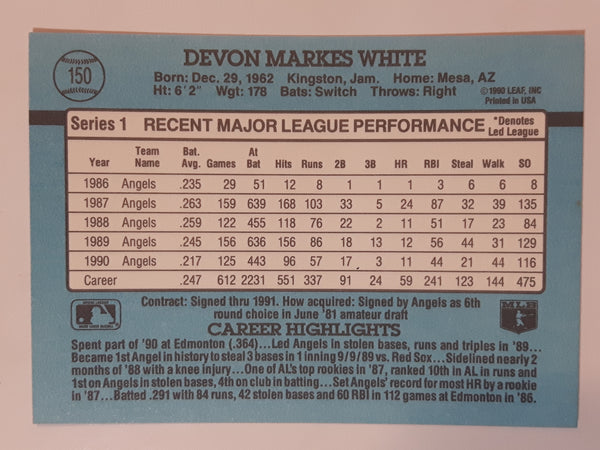 150
DEVON MARKES WHITE
Born: Dec. 29, 1962 Kingston, Jam. Home: Mesa, AZ
Ht: 6'2" Wgt: 178 Bats: Switch Throws: Right
©1990 LEAF, INC
Printed in USA
Series 1 RECENT MAJOR LEAGUE PERFORMANCE *Denotes Led League
Year Team Name Bat. Avg. Games At Bat Hits Runs 2B 3B HR RBI Steal Walk SO
1986 Angels .235 29 51 12 8 1 1 1 3 6 6 8
1987 Angels .263 159 639 168 103 33 5 24 87 32 39 135
1988 Angels .259 122 455 118 76 22 2 11 51 17 23 84
1989 Angels .245 156 636 156 86 18 13 12 56 44 31 129
1990 Angels .217 125 443 96 57 17 3 11 44 21 44 116
Career .247 612 2231 551 337 91 24 59 241 123 144 475
Contract: Signed thru 1991. How acquired: Signed by Angels as 6th
round choice in June '81 amateur draft
CAREER HIGHLIGHTS
MLB
Spent part of '90 at Edmonton (.364)...Led Angels in stolen bases, runs and triples in '89...
Became 1st Angel in history to steal 3 bases in 1 inning 9/9/89 vs. Red Sox...Sidelined nearly 2
months of '88 with a knee injury...One of AL's top rookies in '87, ranked 10th in AL in runs and
1st on Angels in stolen bases, 4th on club in batting...Set Angels' record for most HR by a rookie
in '87...Batted .291 with 84 runs, 42 stolen bases and 60 RBI in 112 games at Edmonton in '86.